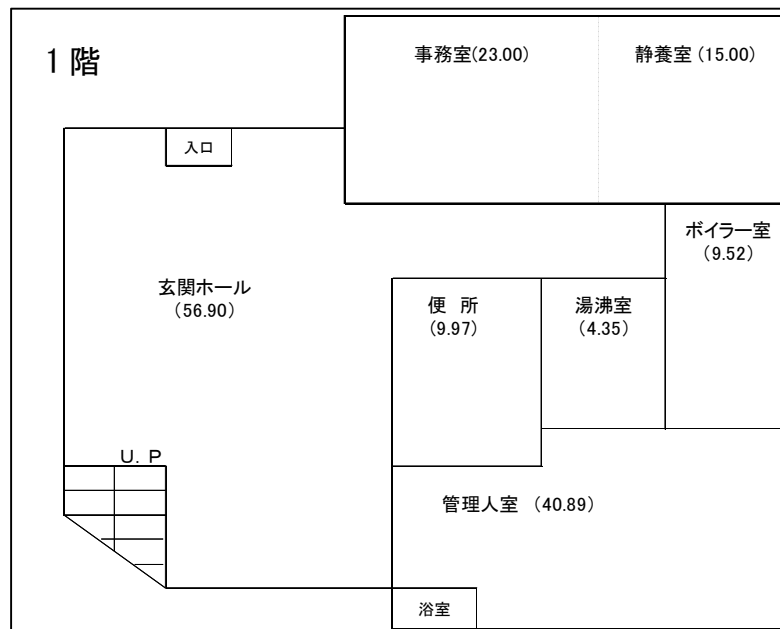 1階
事務室(23.00)
静養室 (15.00)
入口
ボイラー室
(9.52)
玄関ホール
(56.90)
便 所
(9.97)
湯沸室
(4.35)
U. P
管理人室 (40.89)
浴室